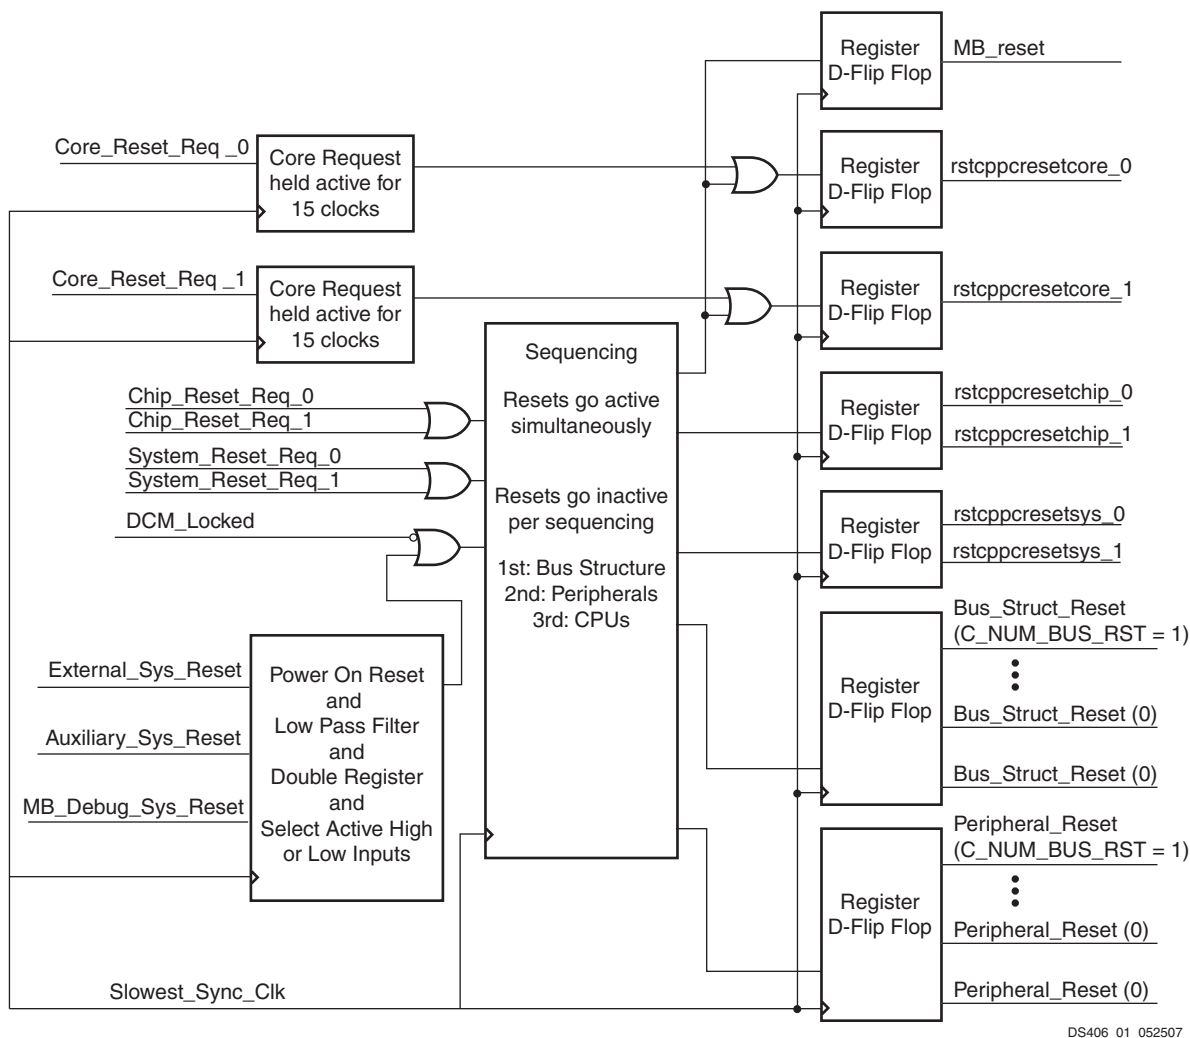 Register
D-Flip Flop
MB_reset
Core_Reset_Req _0
Core Request
held active for
15 clocks
Register
D-Flip Flop
rstcppcresetcore_0
Core_Reset_Req _1
Core Request
held active for
15 clocks
Register
D-Flip Flop
rstcppcresetcore_1
Sequencing
Resets go active
simultaneously
Resets go inactive
per sequencing
1st: Bus Structure
2nd: Peripherals
3rd: CPUs
Chip_Reset_Req_0
Chip_Reset_Req_1
System_Reset_Req_0
System_Reset_Req_1
DCM_Locked
Register
D-Flip Flop
rstcppcresetchip_0
rstcppcresetchip_1
Register
D-Flip Flop
rstcppcresetsys_0
rstcppcresetsys_1
External_Sys_Reset
Auxiliary_Sys_Reset
MB_Debug_Sys_Reset
Power On Reset
and
Low Pass Filter
and
Double Register
and
Select Active High
or Low Inputs
Register
D-Flip Flop
Bus_Struct_Reset
(C_NUM_BUS_RST = 1)
Bus_Struct_Reset (0)
Bus_Struct_Reset (0)
Register
D-Flip Flop
Peripheral_Reset
(C_NUM_BUS_RST = 1)
Peripheral_Reset (0)
Peripheral_Reset (0)
Slowest_Sync_Clk
DS406_01_052507